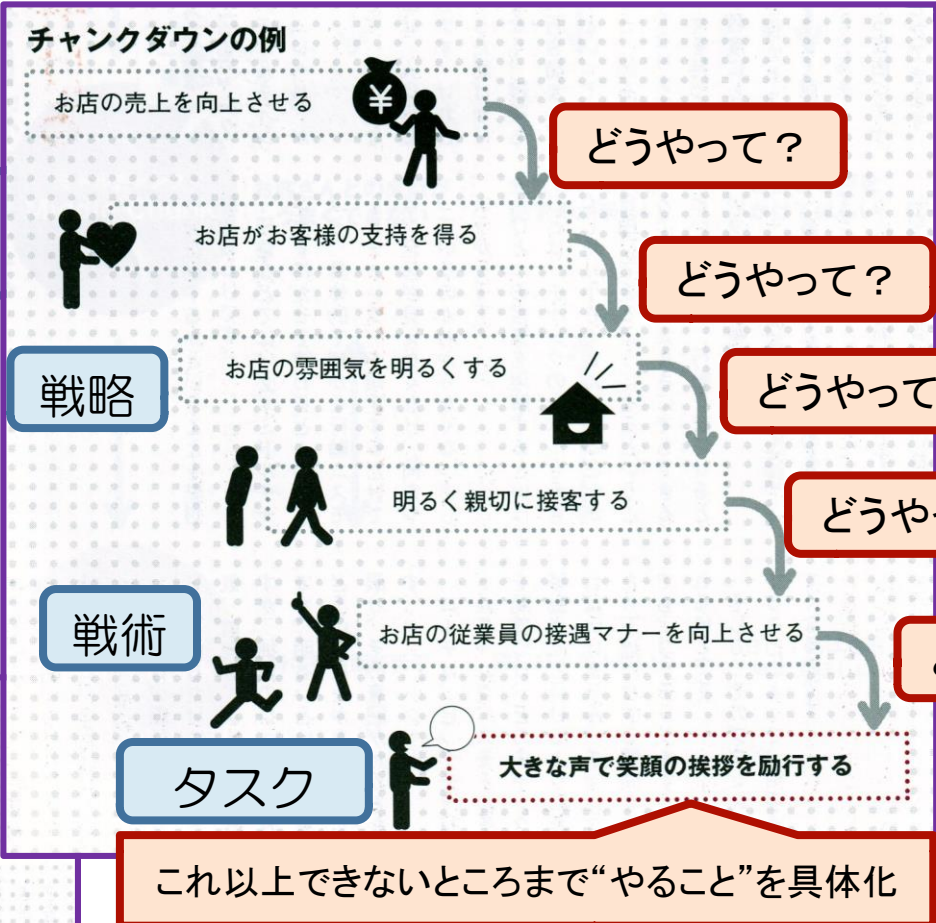 チャンクダウンの例
お店の売上を向上させる
¥
どうやって？
お店がお客様の支持を得る
どうやって？
戦略
お店の雰囲気を明るくする
どうやって
明るく親切に接客する
どうや
戦術
お店の従業員の接遇マナーを向上させる
タスク
大きな声で笑顔の挨拶を励行する
これ以上できないところまで“やること”を具体化